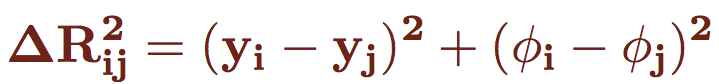 ΔR²ᵢⱼ = (yᵢ − yⱼ)² + (ϕᵢ − ϕⱼ)²